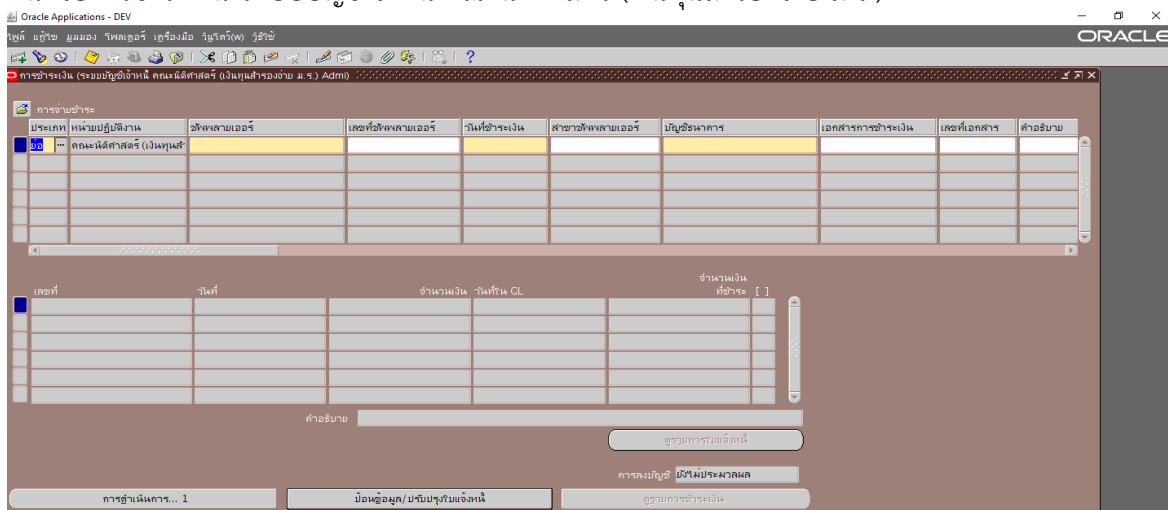 Oracle Applications - DEV
ไฟล์ แก้ไข มุมมอง โฟลเดอร์ เครื่องมือ วินโดว์(w) วิธีใช้
ORACLE
การชำระเงิน (ระบบบัญชีเจ้าหนี้ คณะนิติศาสตร์ (เงินทุนสำรองจ่าย ม.ร.) Admi)
การจ่ายชำระ
ประเภท หน่วยปฏิบัติงาน ซัพพลายเออร์ เลขที่ซัพพลายเออร์ วันที่ชำระเงิน สาขาซัพพลายเออร์ บัญชีธนาคาร เอกสารการชำระเงิน เลขที่เอกสาร คำอธิบาย
ย่อ ... คณะนิติศาสตร์ (เงินทุนสำ
จำนวนเงิน
เลขที่ วันที่ จำนวนเงิน วันที่ใน GL ที่ชำระ [ ]
คำอธิบาย
ดูรายการใบแจ้งหนี้
การลงบัญชี ยังไม่ประมวลผล
การดำเนินการ... 1 ป้อนข้อมูล/ปรับปรุงใบแจ้งหนี้ ดูรายการชำระเงิน